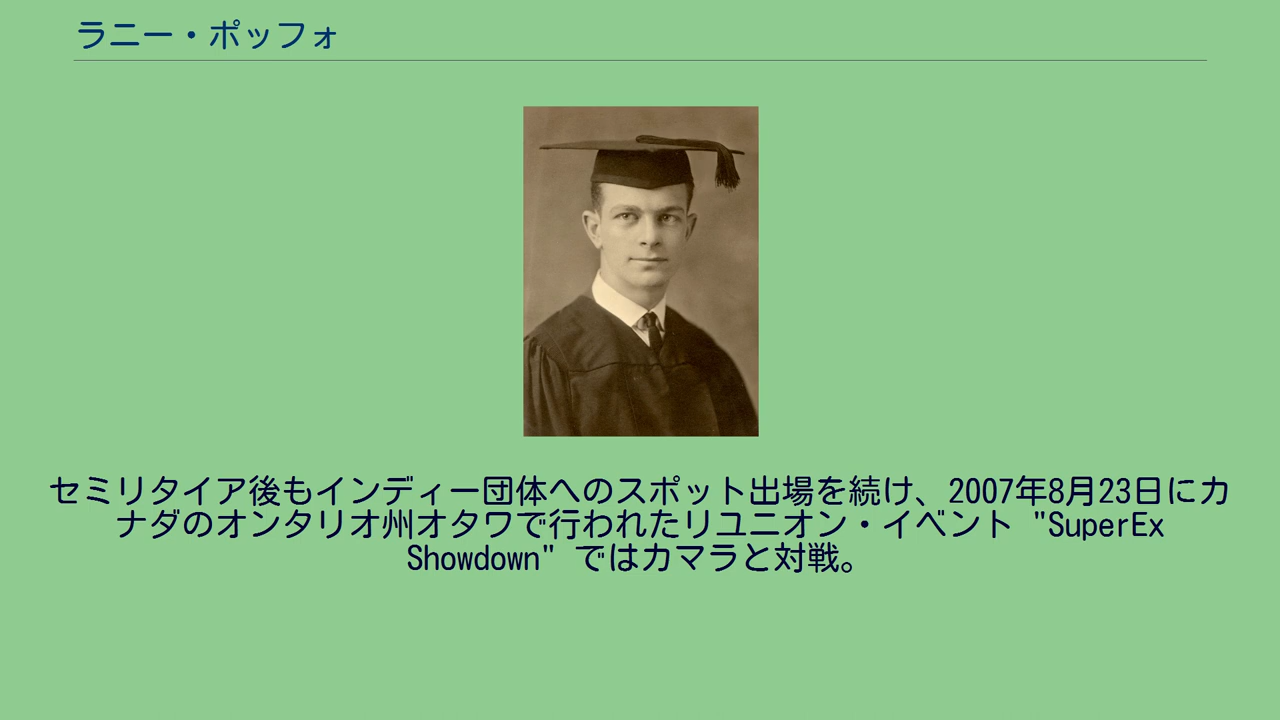 ラニー・ポッフォ
セミリタイア後もインディー団体へのスポット出場を続け、2007年8月23日にカ
ナダのオンタリオ州オタワで行われたリユニオン・イベント "SuperEx
Showdown" ではカマラと対戦。